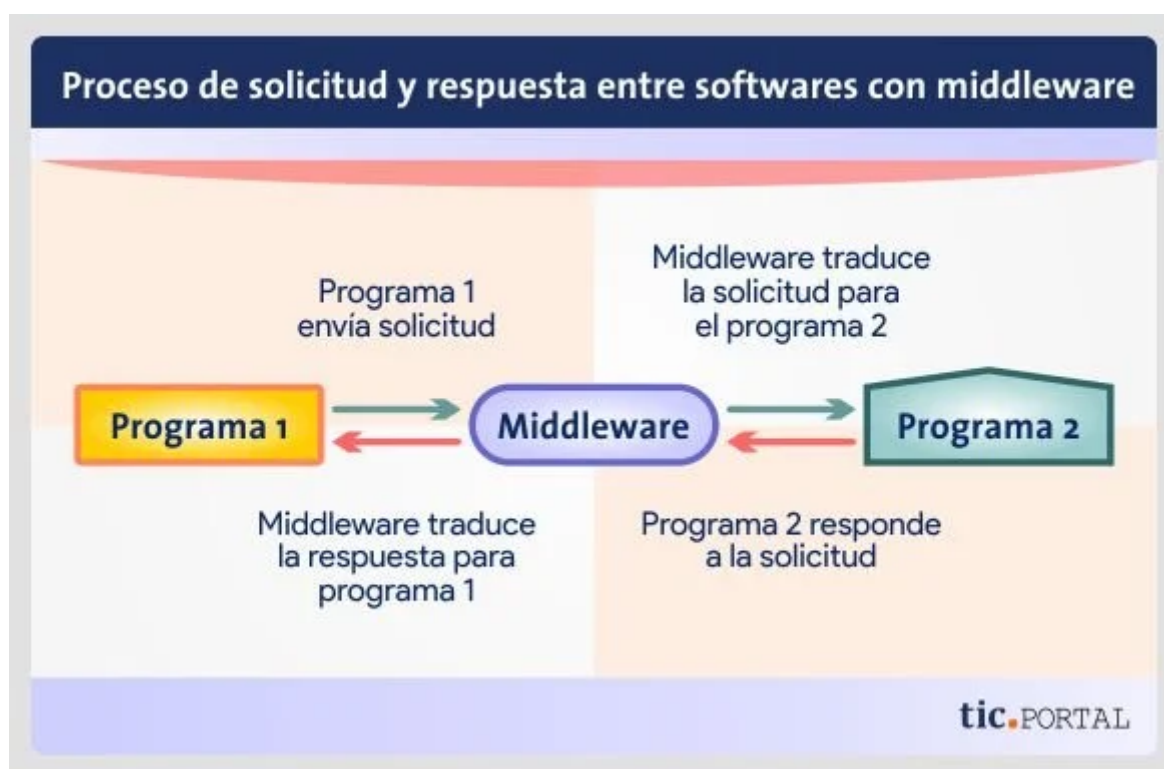 Proceso de solicitud y respuesta entre softwares con middleware
Programa 1
envía solicitud
Middleware traduce
la solicitud para
el programa 2
Programa 1
Middleware
Programa 2
Middleware traduce
la respuesta para
programa 1
Programa 2 responde
a la solicitud
tic.PORTAL